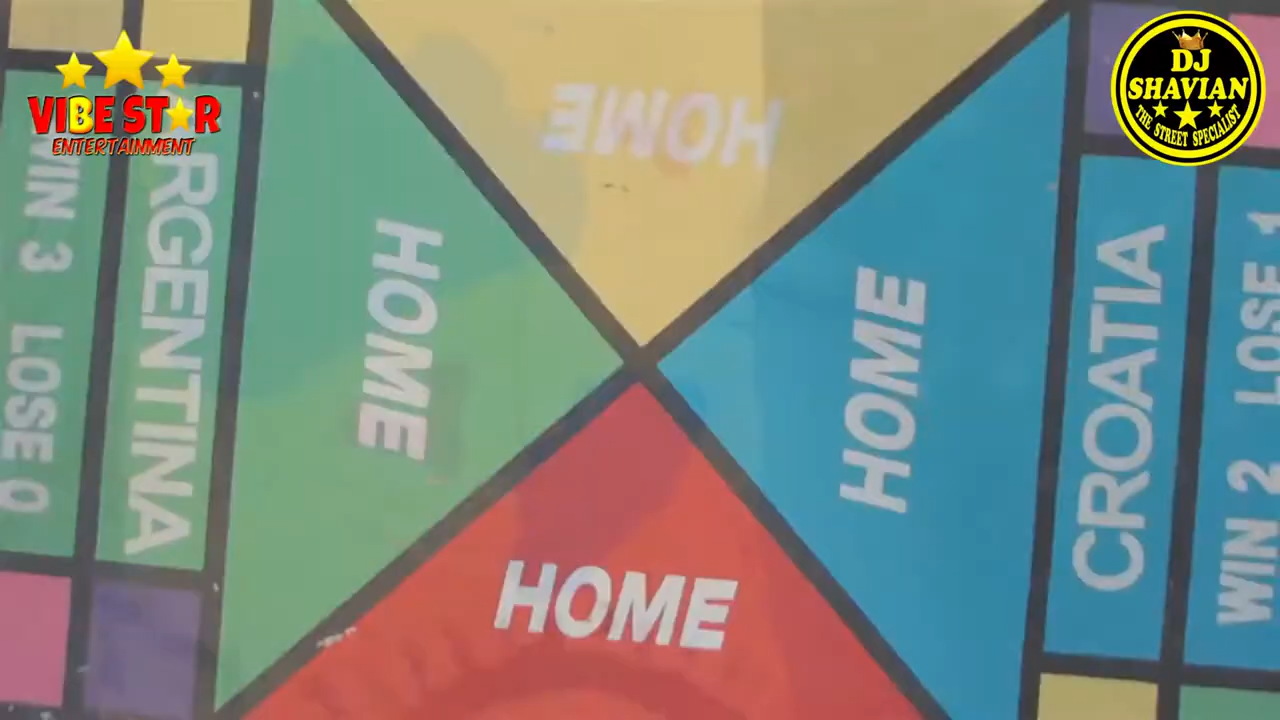 VIBE STAR
ENTERTAINMENT
DJ
SHAVIAN
THE STREET SPECIALIST
HOME
HOME
HOME
HOME
WIN 3 LOSE 0
ARGENTINA
CROATIA
WIN 2 LOSE 1